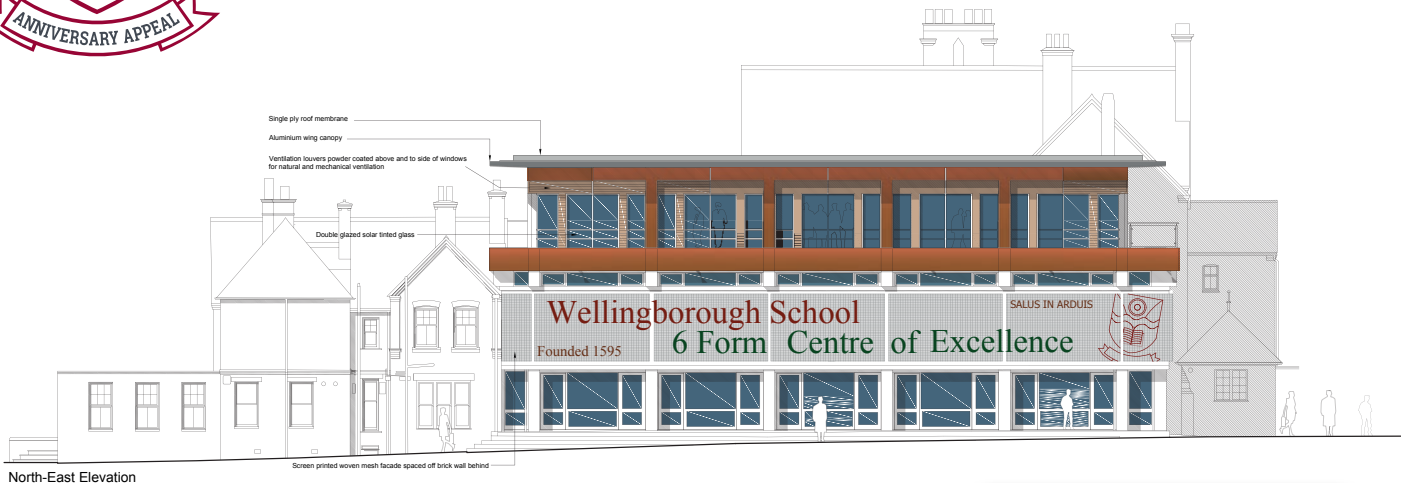 ANNIVERSARY APPEAL
Single ply roof membrane
Aluminium wing canopy
Ventilation louvers powder coated above and to side of windows
for natural and mechanical ventilation
Double glazed solar tinted glass
Wellingborough School
SALUS IN ARDUIS
6 Form Centre of Excellence
Founded 1595
Screen printed woven mesh facade spaced off brick wall behind
North-East Elevation